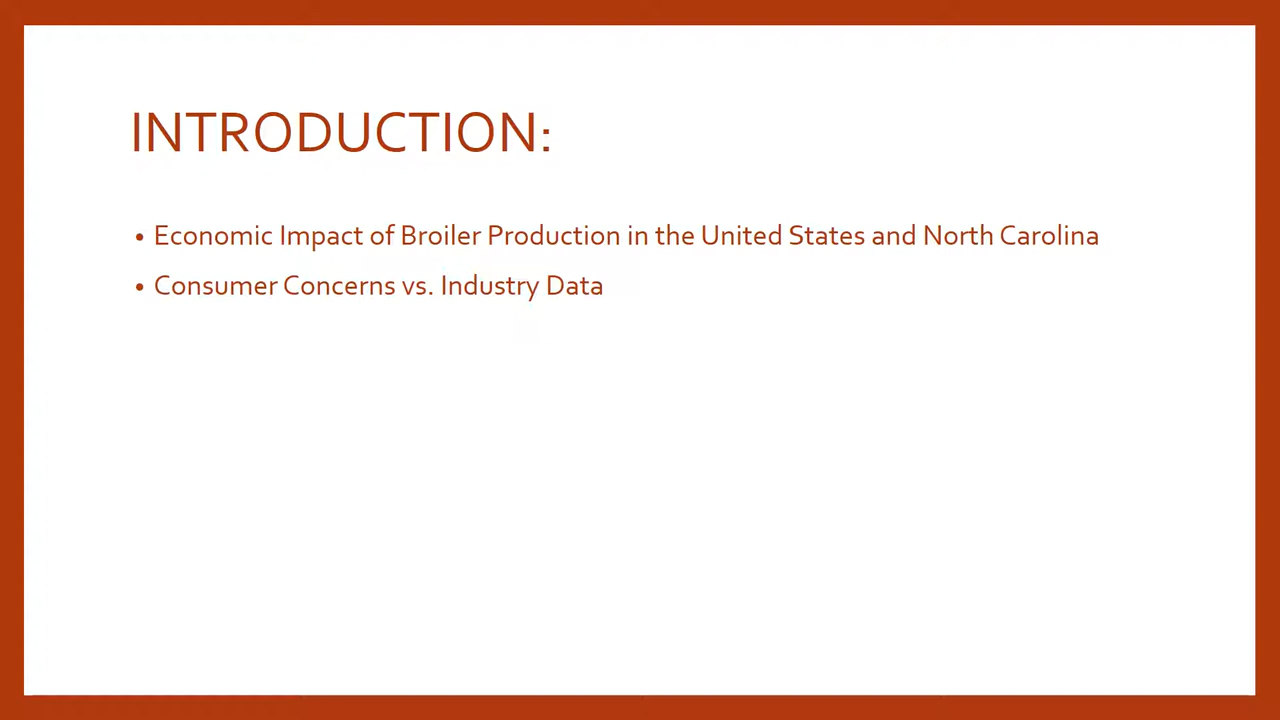 INTRODUCTION:
• Economic Impact of Broiler Production in the United States and North Carolina
• Consumer Concerns vs. Industry Data